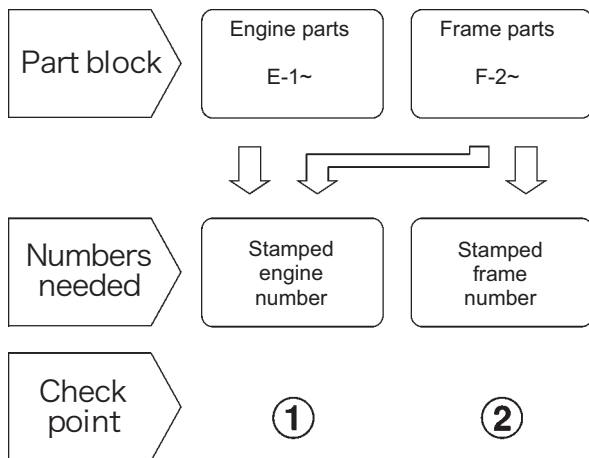 Part block
Engine parts
E-1~
Frame parts
F-2~
Numbers
needed
Stamped
engine
number
Stamped
frame
number
Check
point
①
②